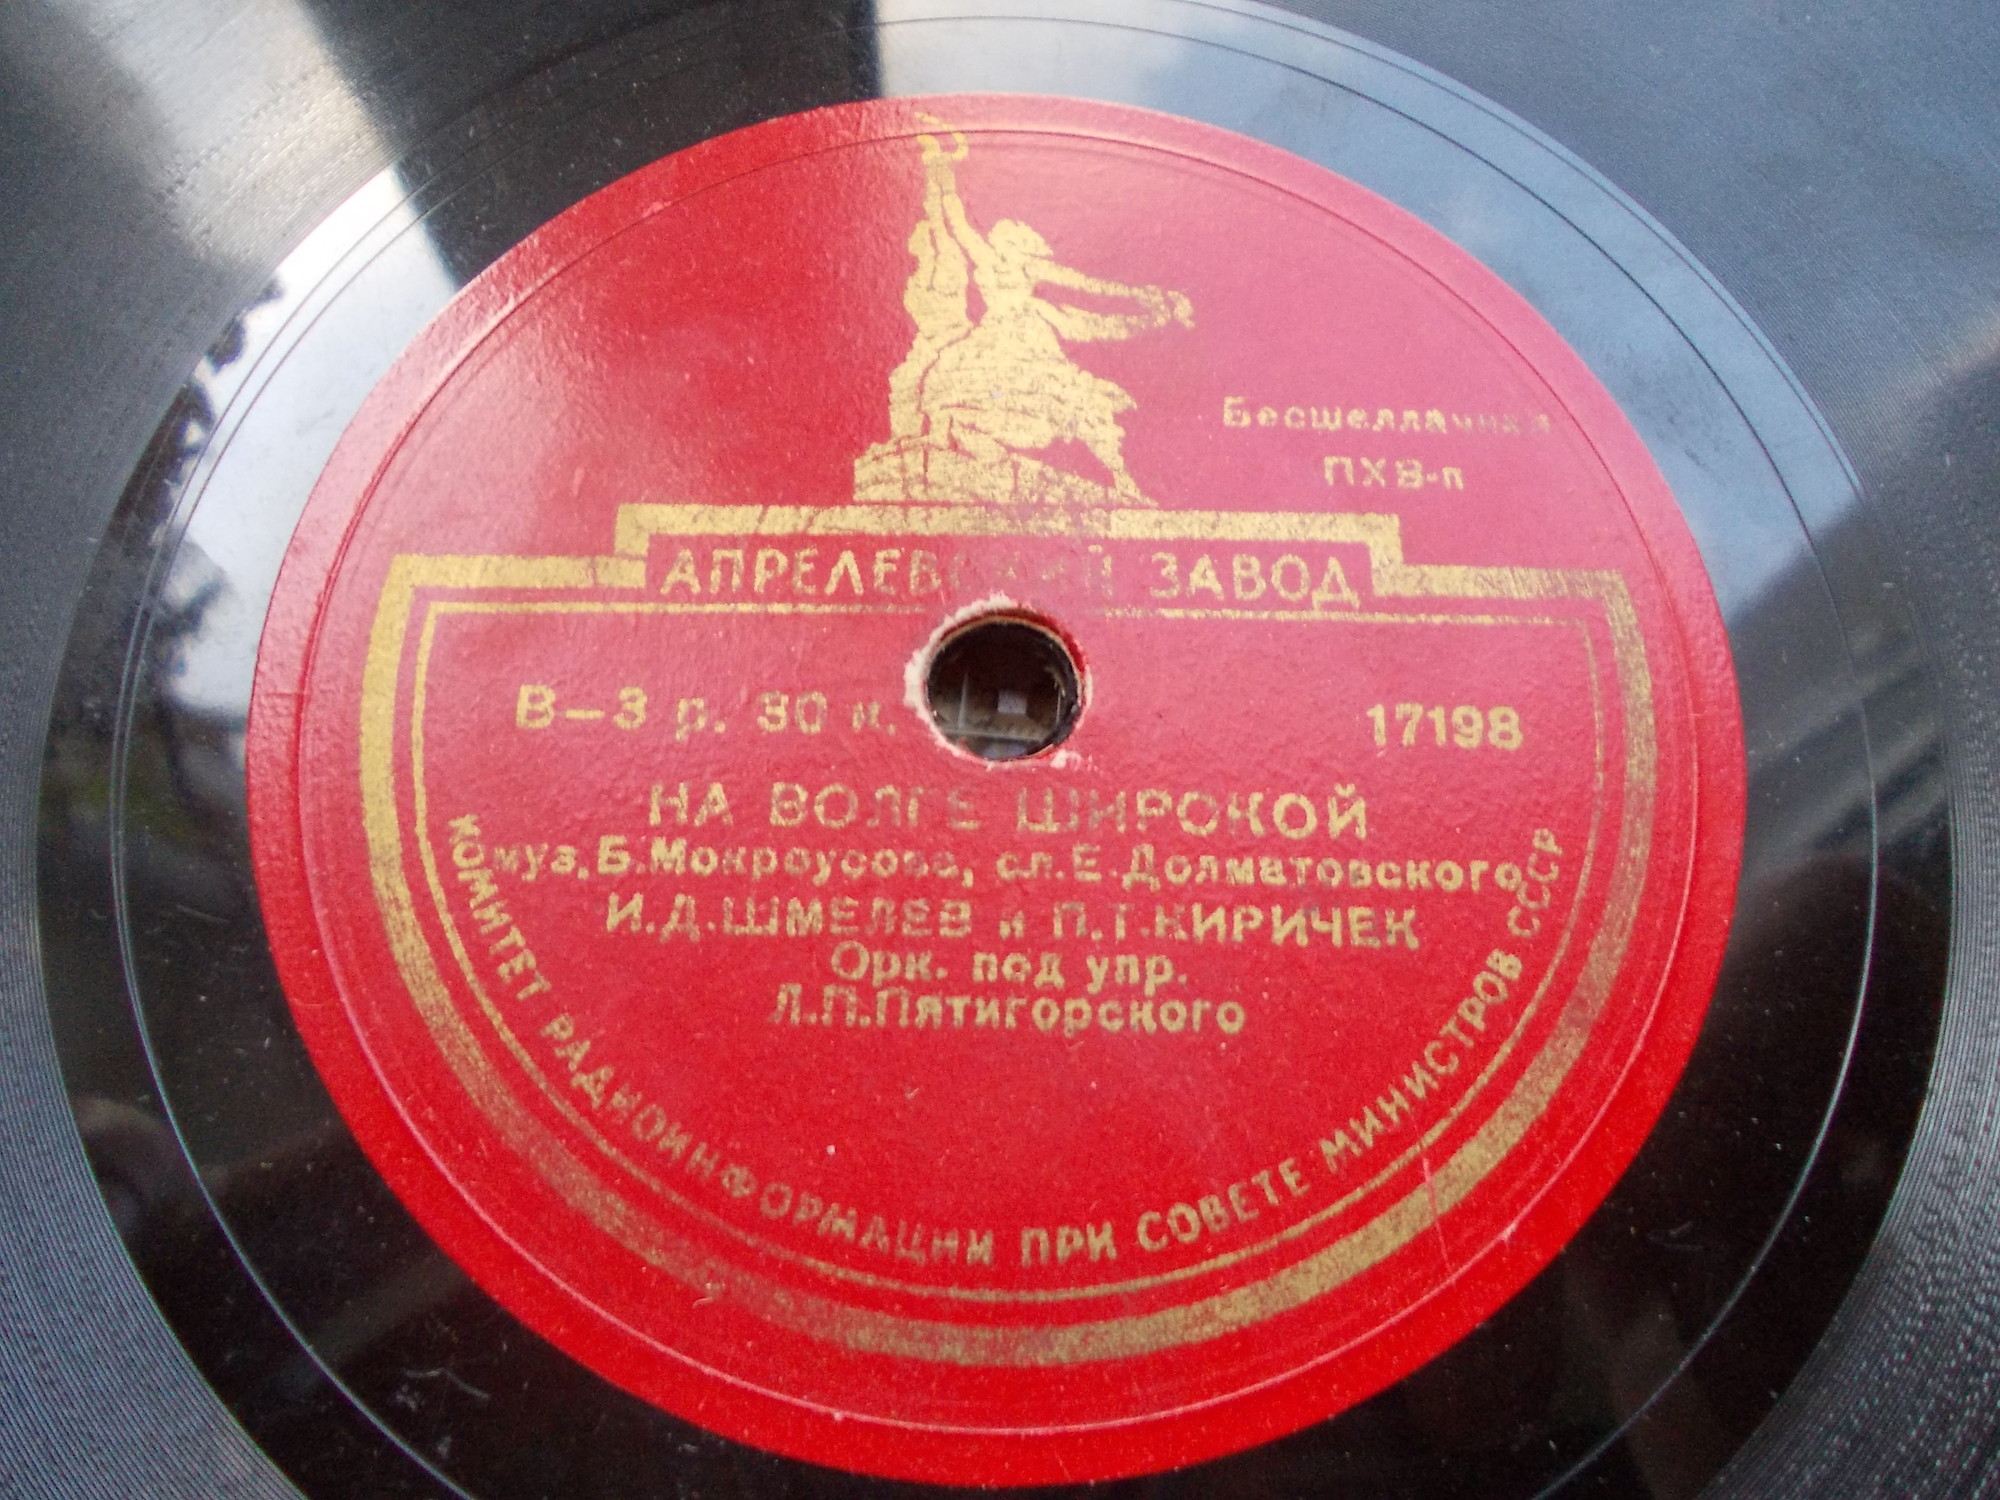 Бесшеллачная
ПХВ-п
АПРЕЛЕВСКИЙ ЗАВОД
В–3 р. 30 к.
17198
НА ВОЛГЕ ШИРОКОЙ
муз. Б. Мокроусова, сл. Е. Долматовского
И. Д. ШМЕЛЕВ и П. Т. КИРИЧЕК
Орк. под упр.
Л. П. Пятигорского
КОМИТЕТ РАДИОИНФОРМАЦИИ ПРИ СОВЕТЕ МИНИСТРОВ СССР